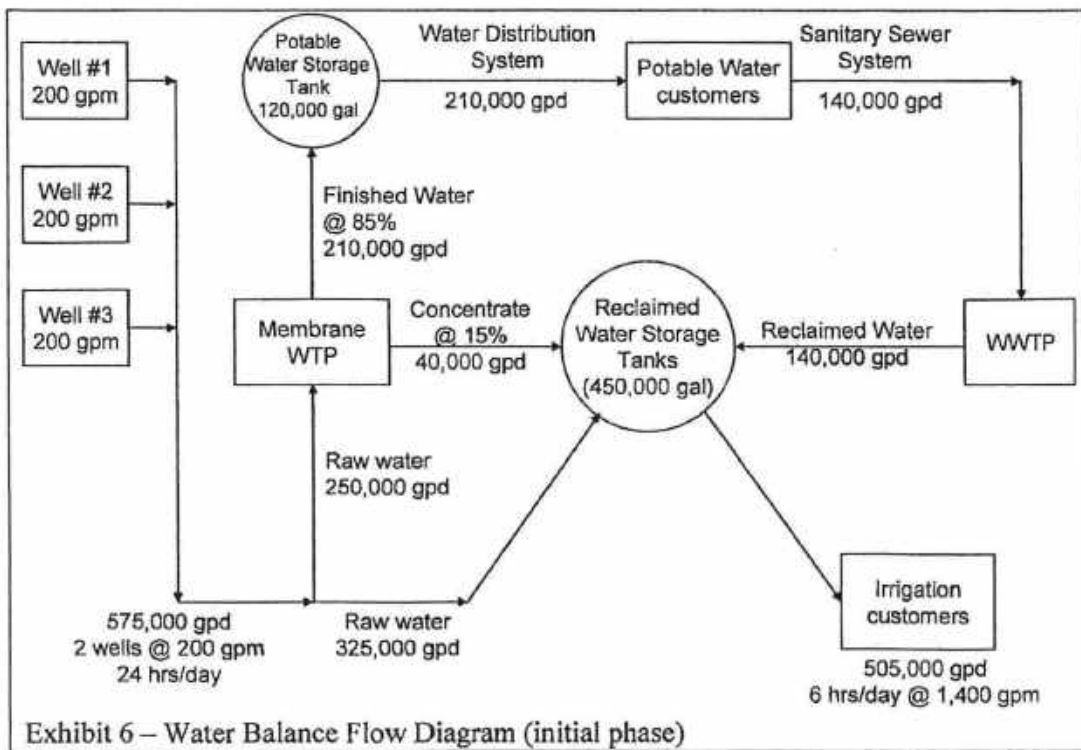 Well #1
200 gpm
Well #2
200 gpm
Well #3
200 gpm
Potable
Water Storage
Tank
120,000 gal
Water Distribution
System
210,000 gpd
Potable Water
customers
Sanitary Sewer
System
140,000 gpd
Finished Water
@ 85%
210,000 gpd
Membrane
WTP
Concentrate
@ 15%
40,000 gpd
Reclaimed
Water Storage
Tanks
(450,000 gal)
Reclaimed Water
140,000 gpd
WWTP
Raw water
250,000 gpd
575,000 gpd
2 wells @ 200 gpm
24 hrs/day
Raw water
325,000 gpd
Irrigation
customers
505,000 gpd
6 hrs/day @ 1,400 gpm
Exhibit 6 – Water Balance Flow Diagram (initial phase)